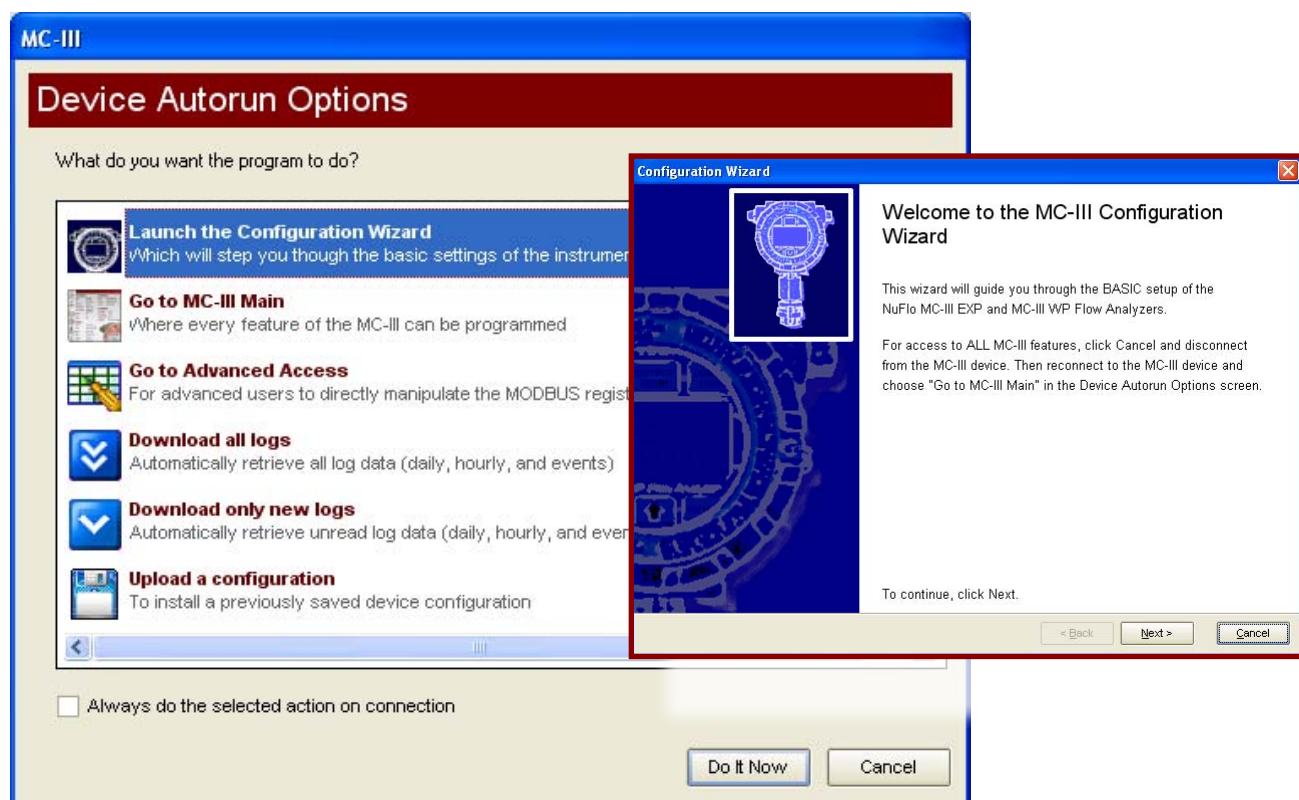 MC-III
Device Autorun Options
What do you want the program to do?
Launch the Configuration Wizard
Which will step you though the basic settings of the
Go to MC-III Main
Where every feature of the MC-III can be programmed
Go to Advanced Access
For advanced users to directly manipulate the MODBUS
Download all logs
Automatically retrieve all log data (daily, hourly, and events)
Download only new logs
Automatically retrieve unread log data (daily, hourly, and
Upload a configuration
To install a previously saved device configuration
Always do the selected action on connection
Do It Now
Cancel
Configuration Wizard
Welcome to the MC-III Configuration
Wizard
This wizard will guide you through the BASIC setup of the
NuFlo MC-III EXP and MC-III WP Flow Analyzers.
For access to ALL MC-III features, click Cancel and disconnect
from the MC-III device. Then reconnect to the MC-III device and
choose "Go to MC-III Main" in the Device Autorun Options screen.
To continue, click Next.
< Back
Next >
Cancel